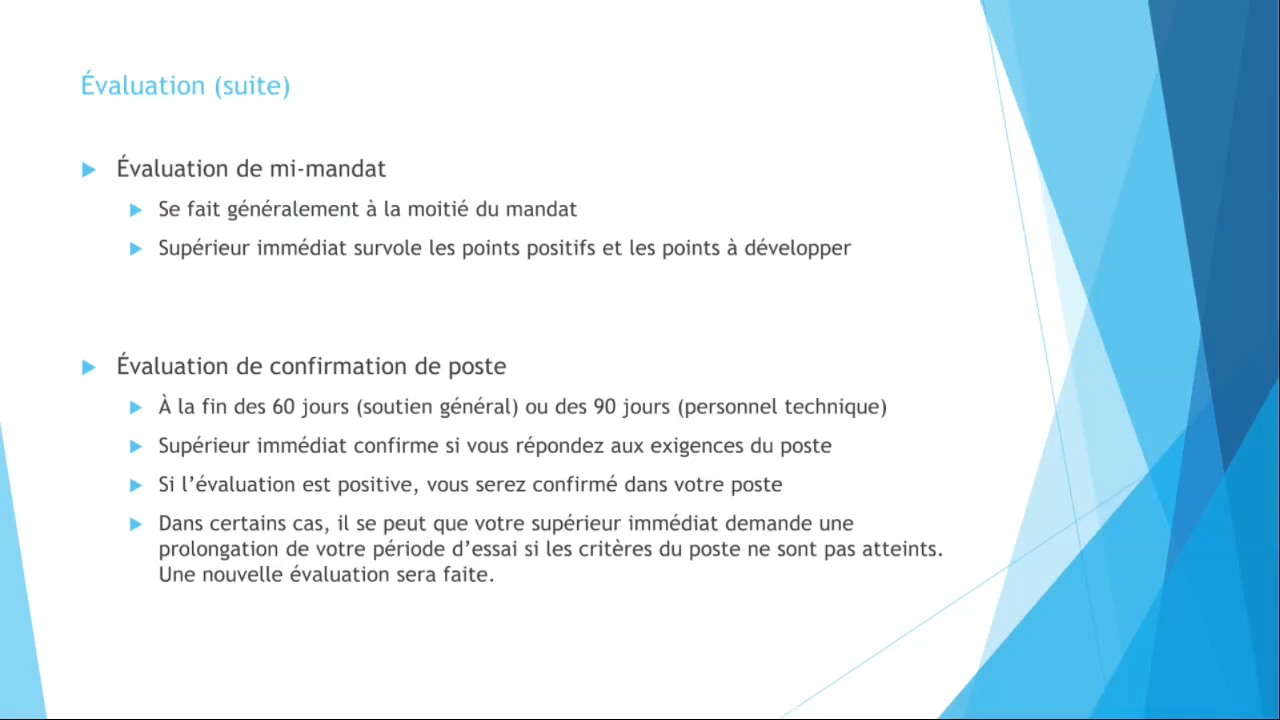 Évaluation (suite)
Évaluation de mi-mandat
Se fait généralement à la moitié du mandat
Supérieur immédiat survole les points positifs et les points à développer
Évaluation de confirmation de poste
À la fin des 60 jours (soutien général) ou des 90 jours (personnel technique)
Supérieur immédiat confirme si vous répondez aux exigences du poste
Si l’évaluation est positive, vous serez confirmé dans votre poste
Dans certains cas, il se peut que votre supérieur immédiat demande une
prolongation de votre période d’essai si les critères du poste ne sont pas atteints.
Une nouvelle évaluation sera faite.